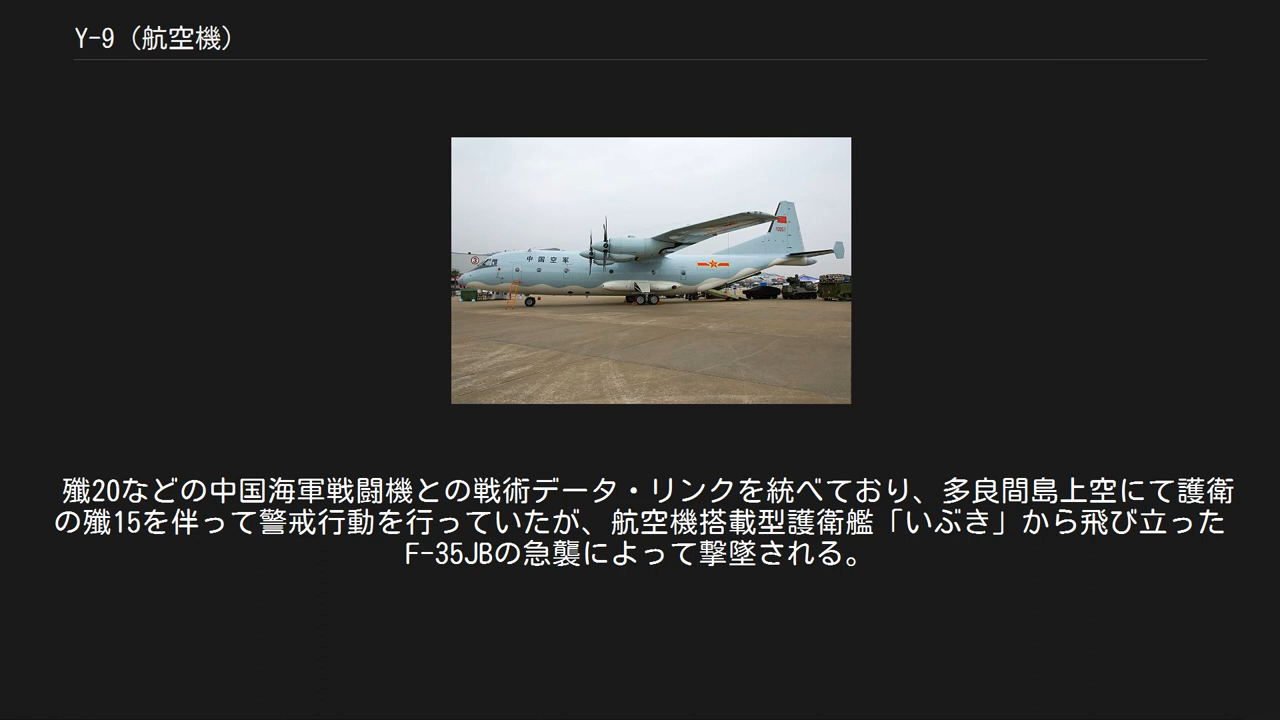 Y-9（航空機）
③
中国空军
殲20などの中国海軍戦闘機との戦術データ・リンクを統べており、多良間島上空にて護衛
の殲15を伴って警戒行動を行っていたが、航空機搭載型護衛艦「いぶき」から飛び立った
F-35JBの急襲によって撃墜される。